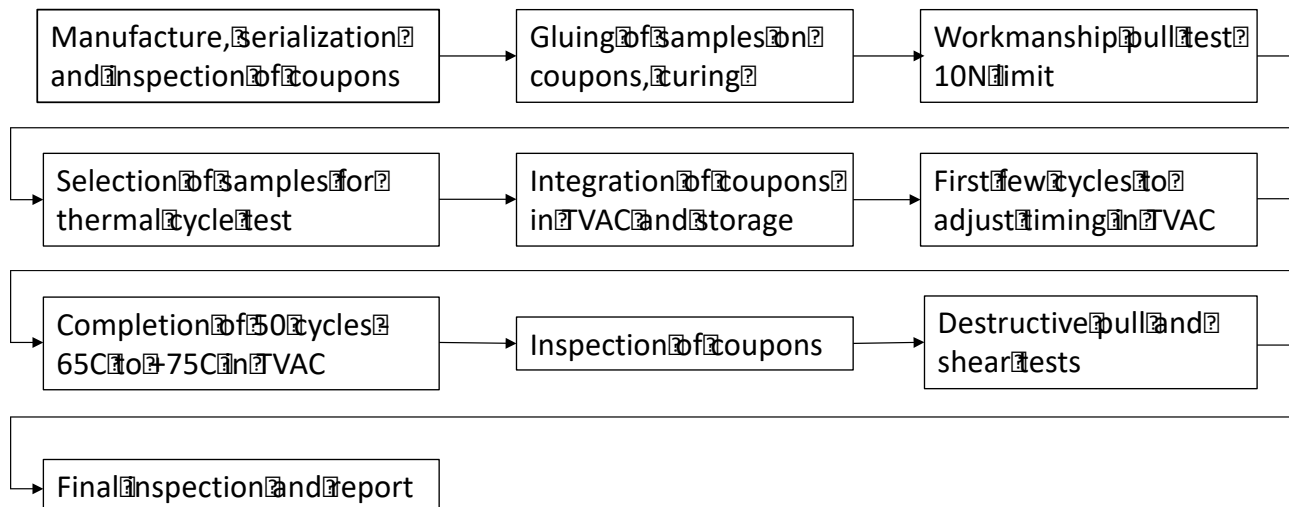 Manufacture, serialization
and inspection of coupons
Gluing of samples on
coupons, curing
Workmanship pull test
10N limit
Selection of samples for
thermal cycle test
Integration of coupons
in TVAC and storage
First few cycles to
adjust timing in TVAC
Completion of 50 cycles -
65C to +75C in TVAC
Inspection of coupons
Destructive pull and
shear tests
Final inspection and report